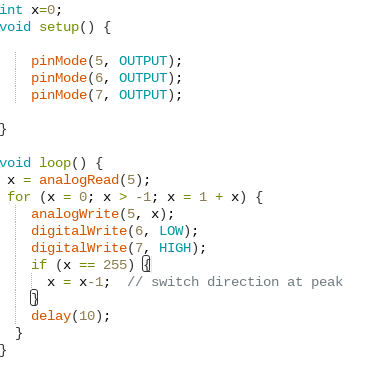 int x=0;
void setup() {
pinMode(5, OUTPUT);
pinMode(6, OUTPUT);
pinMode(7, OUTPUT);
}
void loop() {
x = analogRead(5);
for (x = 0; x > -1; x = 1 + x) {
analogWrite(5, x);
digitalWrite(6, LOW);
digitalWrite(7, HIGH);
if (x == 255) {
x = x-1;  // switch direction at peak
}
delay(10);
}
}